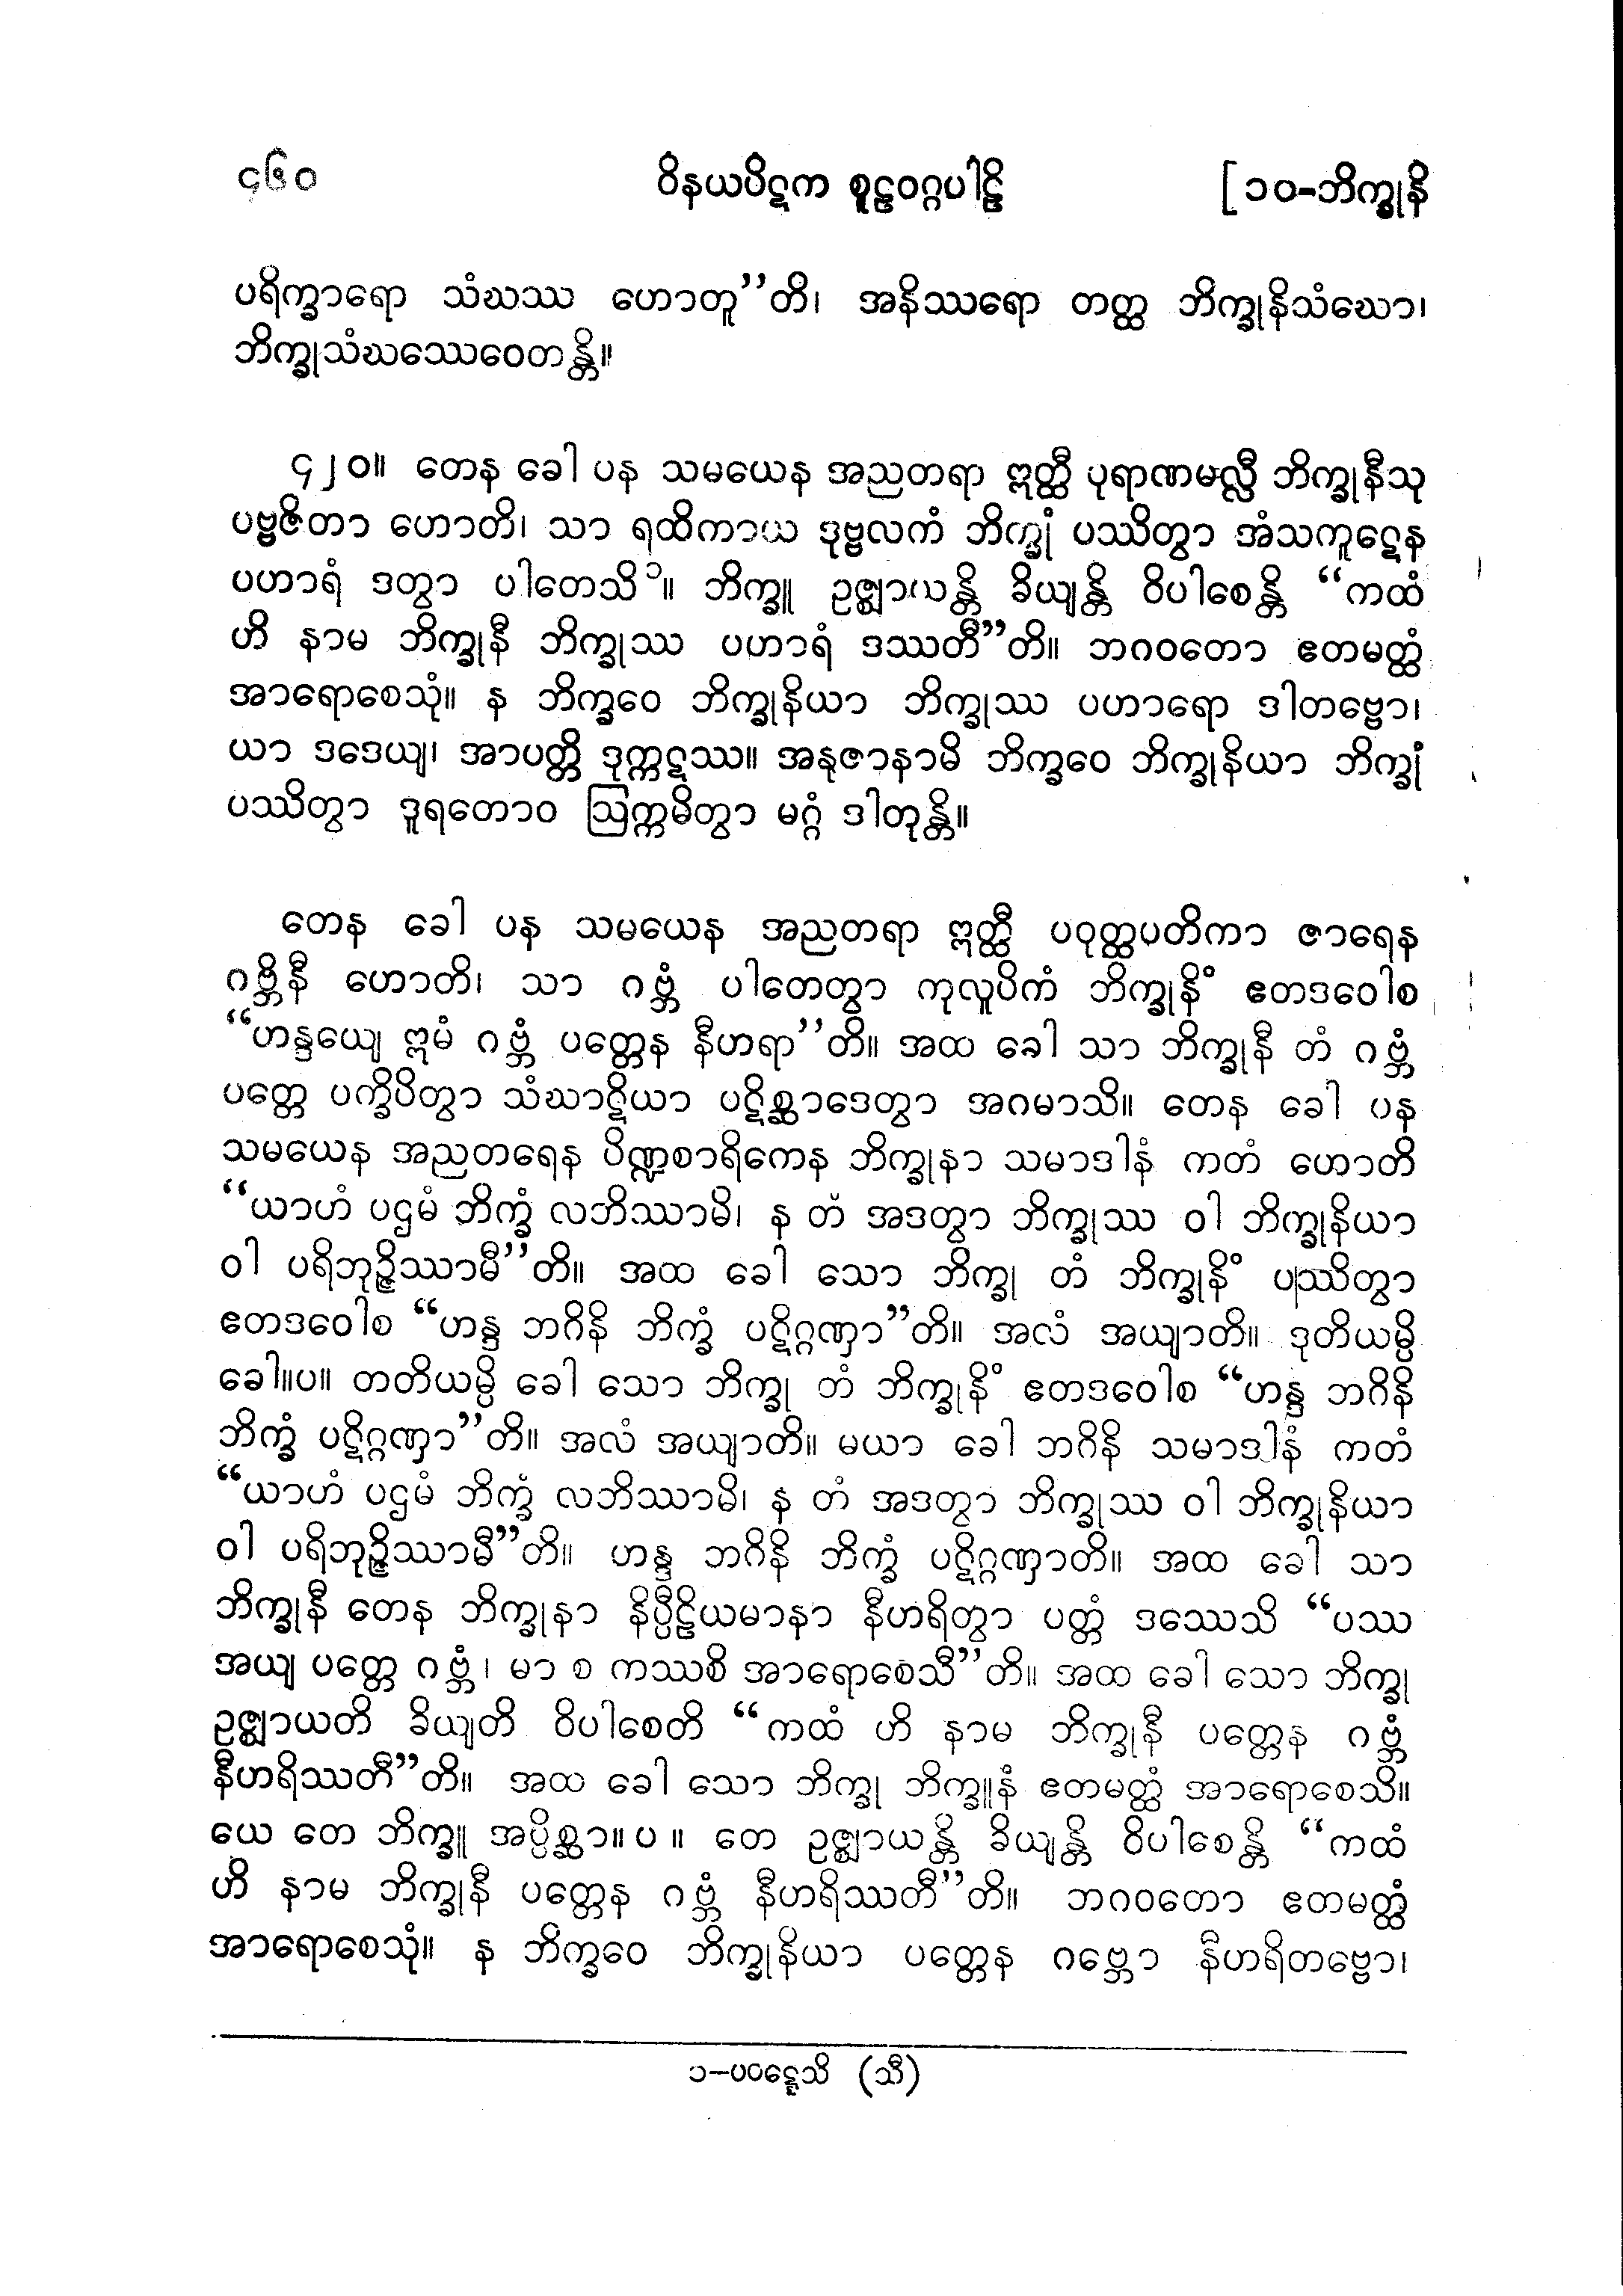 ၄၆၀ ဝိနယပိဋက စူဠဝဂ္ဂပါဠိ [၁၀-ဘိက္ခုနိ
ပရိက္ခာရော သံဃဿ ဟောတူ”တိ၊ အနိဿရော တတ္ထ ဘိက္ခုနိသံဃော၊
ဘိက္ခုသံဃဿေဝေတန္တိ။
၄၂၀။ တေန ခေါ ပန သမယေန အညတရာ ဣတ္ထီ ပုရာဏမလ္လီ ဘိက္ခုနီသု
ပဗ္ဗဇိတာ ဟောတိ၊ သာ ရထိကာယ ဒုဗ္ဗလကံ ဘိက္ခုံ ပဿိတွာ အံသကူဋေန
ပဟာရံ ဒတွာ ပါတေသိ၁။ ဘိက္ခူ ဥဇ္ဈာယန္တိ ခိယျန္တိ ဝိပါစေန္တိ “ကထံ
ဟိ နာမ ဘိက္ခုနီ ဘိက္ခုဿ ပဟာရံ ဒဿတီ”တိ။ ဘဂဝတော ဧတမတ္ထံ
အာရောစေသုံ။ န ဘိက္ခဝေ ဘိက္ခုနိယာ ဘိက္ခုဿ ပဟာရော ဒါတဗ္ဗော၊
ယာ ဒဒေယျ၊ အာပတ္တိ ဒုက္ကဋဿ။ အနုဇာနာမိ ဘိက္ခဝေ ဘိက္ခုနိယာ ဘိက္ခုံ
ပဿိတွာ ဒူရတောဝ ဩက္ကမိတွာ မဂ္ဂံ ဒါတုန္တိ။
တေန ခေါ ပန သမယေန အညတရာ ဣတ္ထီ ပဝုတ္ထပတိကာ ဇာရေန
ဂဗ္ဘိနီ ဟောတိ၊ သာ ဂဗ္ဘံ ပါတေတွာ ကုလူပိကံ ဘိက္ခုနိံ ဧတဒဝေါစ
“ဟန္ဒယျေ ဣမံ ဂဗ္ဘံ ပတ္တေန နီဟရာ”တိ။ အထ ခေါ သာ ဘိက္ခုနီ တံ ဂဗ္ဘံ
ပတ္တေ ပက္ခိပိတွာ သံဃာဋိယာ ပဋိစ္ဆာဒေတွာ အဂမာသိ။ တေန ခေါ ပန
သမယေန အညတရေန ပိဏ္ဍစာရိကေန ဘိက္ခုနာ သမာဒါနံ ကတံ ဟောတိ
“ယာဟံ ပဌမံ ဘိက္ခံ လဘိဿာမိ၊ န တံ အဒတွာ ဘိက္ခုဿ ဝါ ဘိက္ခုနိယာ
ဝါ ပရိဘုဉ္ဇိဿာမီ”တိ။ အထ ခေါ သော ဘိက္ခု တံ ဘိက္ခုနိံ ပဿိတွာ
ဧတဒဝေါစ “ဟန္ဒ ဘဂိနိ ဘိက္ခံ ပဋိဂ္ဂဏှာ”တိ။ အလံ အယျာတိ။ ဒုတိယမ္ပိ
ခေါ။ပ။ တတိယမ္ပိ ခေါ သော ဘိက္ခု တံ ဘိက္ခုနိံ ဧတဒဝေါစ “ဟန္ဒ ဘဂိနိ
ဘိက္ခံ ပဋိဂ္ဂဏှာ”တိ။ အလံ အယျာတိ။ မယာ ခေါ ဘဂိနိ သမာဒါနံ ကတံ
“ယာဟံ ပဌမံ ဘိက္ခံ လဘိဿာမိ၊ န တံ အဒတွာ ဘိက္ခုဿ ဝါ ဘိက္ခုနိယာ
ဝါ ပရိဘုဉ္ဇိဿာမီ”တိ။ ဟန္ဒ ဘဂိနိ ဘိက္ခံ ပဋိဂ္ဂဏှာတိ။ အထ ခေါ သာ
ဘိက္ခုနီ တေန ဘိက္ခုနာ နိပ္ပီဠိယမာနာ နီဟရိတွာ ပတ္တံ ဒဿေသိ “ပဿ
အယျ ပတ္တေ ဂဗ္ဘံ၊ မာ စ ကဿစိ အာရောစေသီ”တိ။ အထ ခေါ သော ဘိက္ခု
ဥဇ္ဈာယတိ ခိယျတိ ဝိပါစေတိ “ကထံ ဟိ နာမ ဘိက္ခုနီ ပတ္တေန ဂဗ္ဘံ
နီဟရိဿတီ”တိ။ အထ ခေါ သော ဘိက္ခု ဘိက္ခူနံ ဧတမတ္ထံ အာရောစေသိ။
ယေ တေ ဘိက္ခူ အပ္ပိစ္ဆာ။ပ။ တေ ဥဇ္ဈာယန္တိ ခိယျန္တိ ဝိပါစေန္တိ “ကထံ
ဟိ နာမ ဘိက္ခုနီ ပတ္တေန ဂဗ္ဘံ နီဟရိဿတီ”တိ။ ဘဂဝတော ဧတမတ္ထံ
အာရောစေသုံ။ န ဘိက္ခဝေ ဘိက္ခုနိယာ ပတ္တေန ဂဗ္ဘော နီဟရိတဗ္ဗော၊
၁-ပဝဋ္ဋေသိ (သီ)